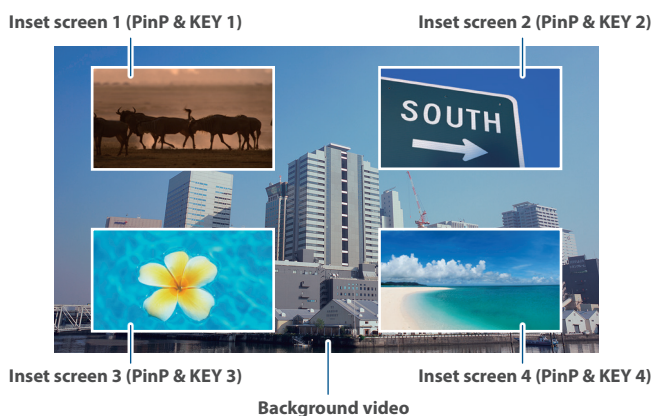 Inset screen 1 (PinP & KEY 1)
Inset screen 2 (PinP & KEY 2)
SOUTH
Inset screen 3 (PinP & KEY 3)
Inset screen 4 (PinP & KEY 4)
Background video